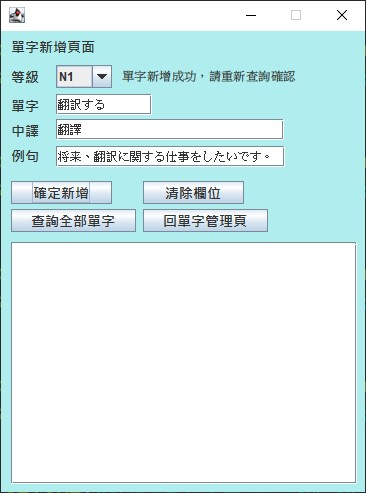 單字新增頁面
等級 N1 單字新增成功，請重新查詢確認
單字 翻訳する
中譯 翻譯
例句 将来、翻訳に関する仕事をしたいです。
確定新增 清除欄位
查詢全部單字 回單字管理頁